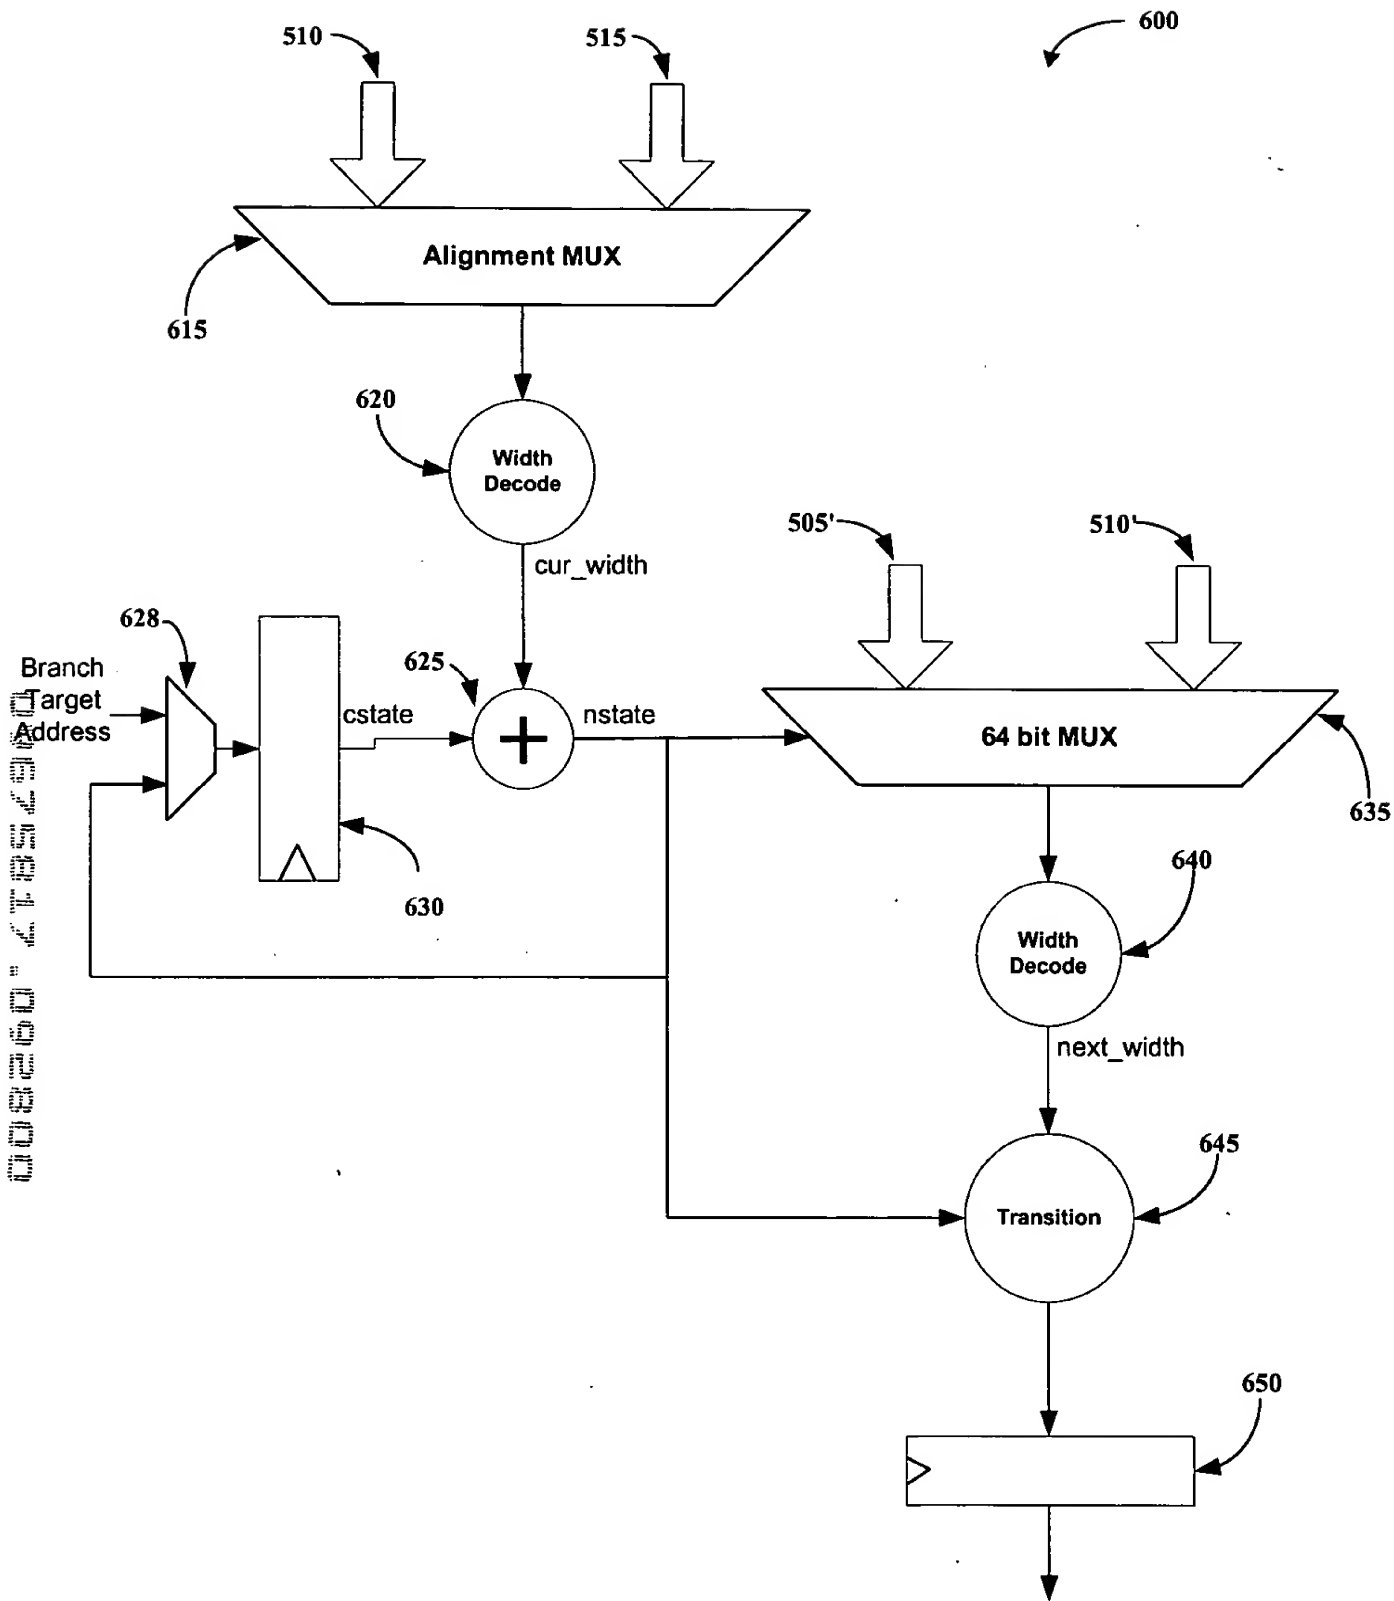 510
515
600
Alignment MUX
615
620
Width
Decode
505'
510'
cur_width
628
Branch
Target
Address
625
cstate
nstate
64 bit MUX
635
630
640
Width
Decode
next_width
645
Transition
650